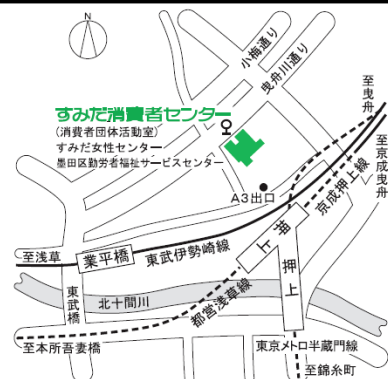 N
小梅通り
曳舟川通り
至曳舟
至京成曳舟
すみだ消費者センター
(消費者団体活動室)
すみだ女性センター
墨田区勤労者福祉サービスセンター
A3出口
京成押上線
押上
至浅草
業平橋
東武伊勢崎線
押上
東武橋
北十間川
都営浅草線
至本所吾妻橋
東京メトロ半蔵門線
至錦糸町